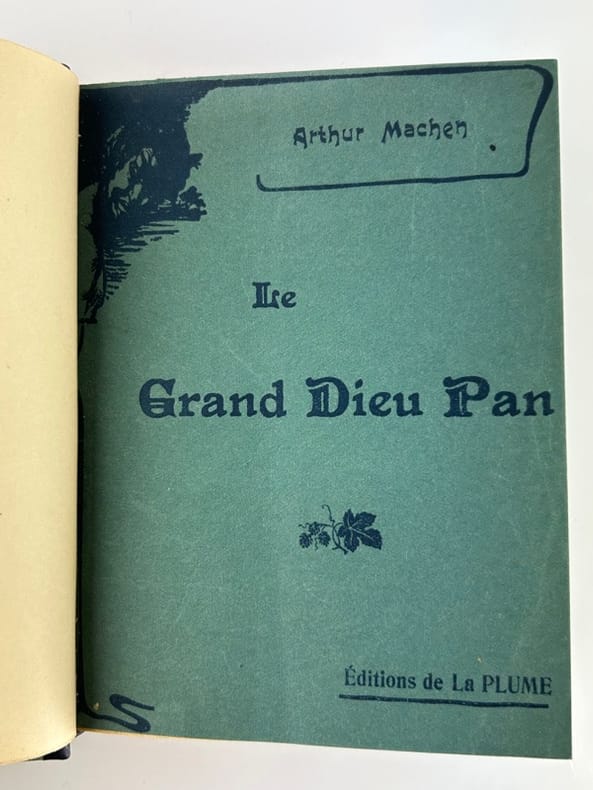 Arthur Machen
Le
Grand Dieu Pan
Éditions de La PLUME